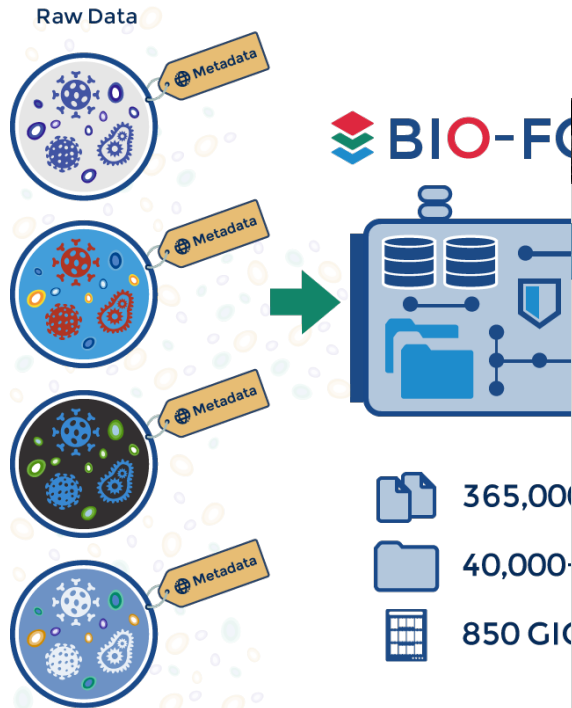 Raw Data
Metadata
BIO-FO
Metadata
Metadata
365,000
40,000-
Metadata
850 GIG